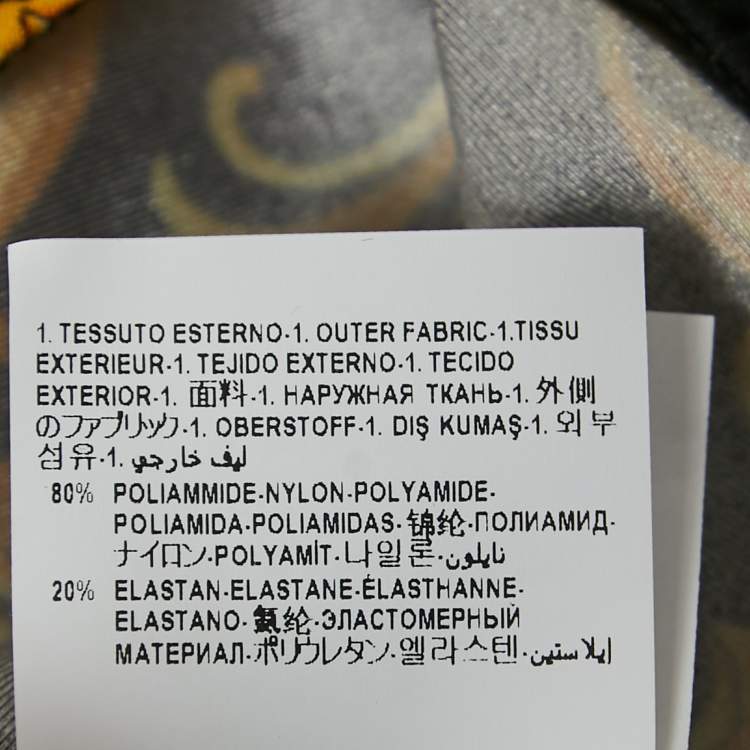 1. TESSUTO ESTERNO-1. OUTER FABRIC-1.TISSU
EXTERIEUR-1. TEJIDO EXTERNO-1. TECIDO
EXTERIOR-1. 面料-1. НАРУЖНАЯ ТКАНЬ-1. 外側
のファブリック-1. OBERSTOFF-1. DIŞ KUMAŞ-1. 외부
섬유-1. ليف خارجي
80% POLIAMMIDE-NYLON-POLYAMIDE-
POLIAMIDA-POLIAMIDAS-锦纶-ПОЛИАМИД-
ナイロン-POLYAMİT-나일론-نايلون
20% ELASTAN-ELASTANE-ÉLASTHANNE-
ELASTANO-氨纶-ЭЛАСТОМЕРНЫЙ
МАТЕРИАЛ-ポリウレタン-엘라스텐-ايلاستين